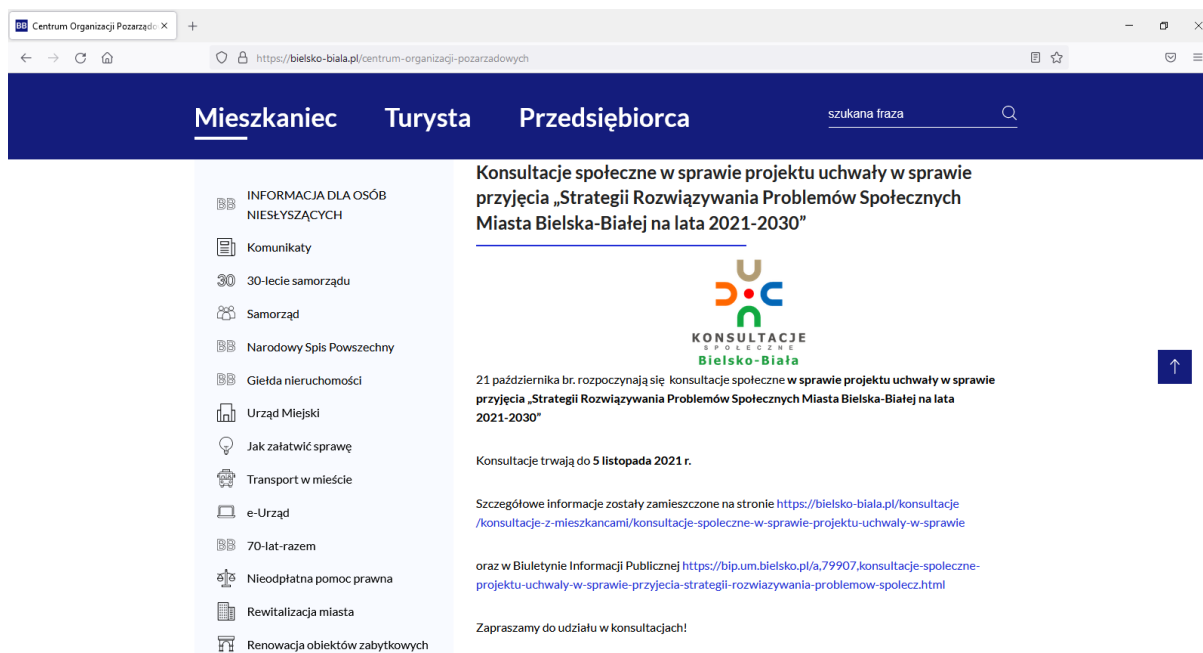 Centrum Organizacji Pozarządo
https://bielsko-biala.pl/centrum-organizacji-pozarzadowych
Mieszkaniec Turysta Przedsiębiorca szukana fraza
BB INFORMACJA DLA OSÓB
NIESŁYSZĄCYCH
Komunikaty
30 30-lecie samorządu
Samorząd
BB Narodowy Spis Powszechny
BB Giełda nieruchomości
Urząd Miejski
Jak załatwić sprawę
Transport w mieście
e-Urząd
BB 70-lat-razem
Nieodpłatna pomoc prawna
Rewitalizacja miasta
Renowacja obiektów zabytkowych
Konsultacje społeczne w sprawie projektu uchwały w sprawie
przyjęcia „Strategii Rozwiązywania Problemów Społecznych
Miasta Bielska-Białej na lata 2021-2030”
KONSULTACJE
SPOŁECZNE
Bielsko-Biała
21 października br. rozpoczynają się konsultacje społeczne w sprawie projektu uchwały w sprawie
przyjęcia „Strategii Rozwiązywania Problemów Społecznych Miasta Bielska-Białej na lata
2021-2030”
Konsultacje trwają do 5 listopada 2021 r.
Szczegółowe informacje zostały zamieszczone na stronie https://bielsko-biala.pl/konsultacje
/konsultacje-z-mieszkancami/konsultacje-spoleczne-w-sprawie-projektu-uchwaly-w-sprawie
oraz w Biuletynie Informacji Publicznej https://bip.um.bielsko.pl/a,79907,konsultacje-spoleczne-
projektu-uchwaly-w-sprawie-przyjecia-strategii-rozwiazywania-problemow-spolecz.html
Zapraszamy do udziału w konsultacjach!